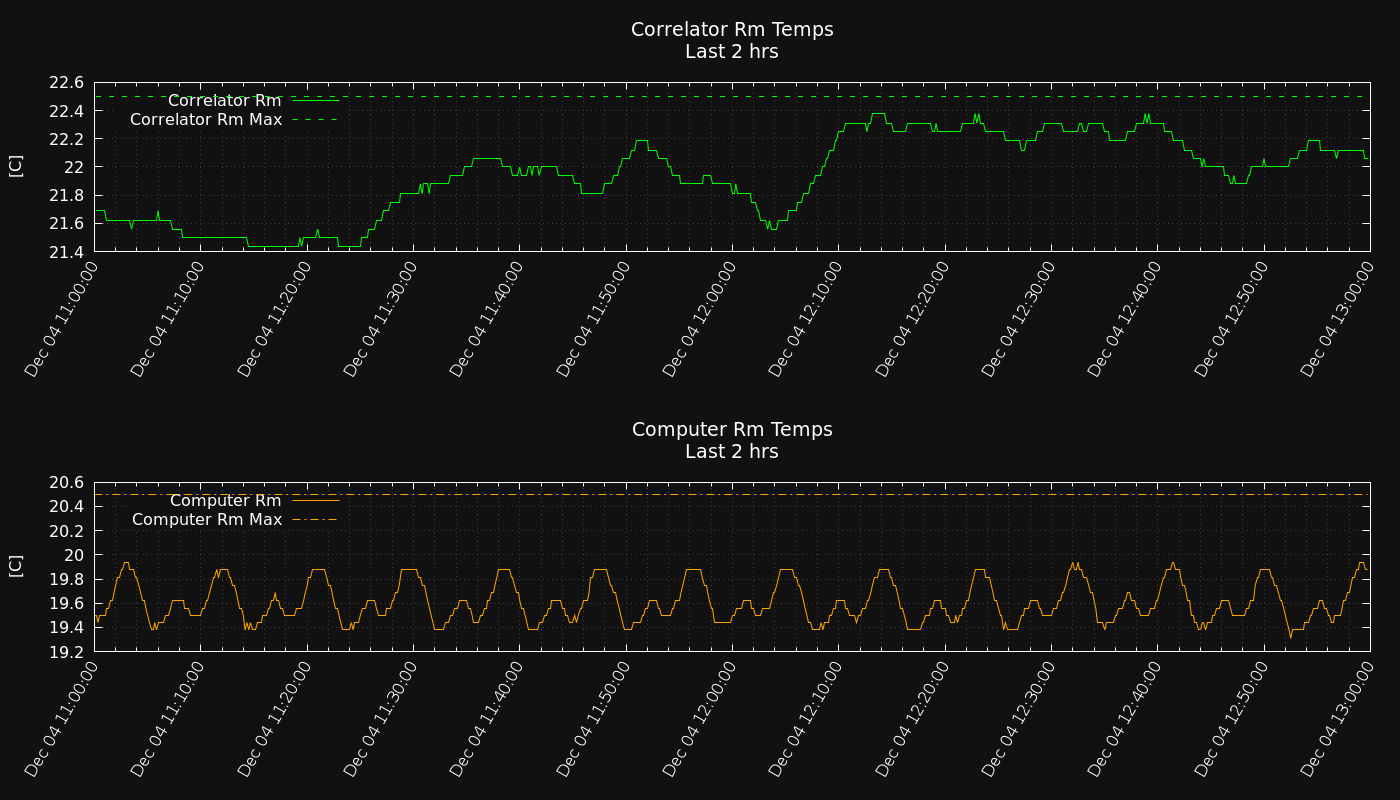 Correlator Rm Temps
Last 2 hrs
[C]
22.6
22.4
22.2
22
21.8
21.6
21.4
Correlator Rm
Correlator Rm Max
Dec 04 11:00:00
Dec 04 11:10:00
Dec 04 11:20:00
Dec 04 11:30:00
Dec 04 11:40:00
Dec 04 11:50:00
Dec 04 12:00:00
Dec 04 12:10:00
Dec 04 12:20:00
Dec 04 12:30:00
Dec 04 12:40:00
Dec 04 12:50:00
Dec 04 13:00:00
Computer Rm Temps
Last 2 hrs
[C]
20.6
20.4
20.2
20
19.8
19.6
19.4
19.2
Computer Rm
Computer Rm Max
Dec 04 11:00:00
Dec 04 11:10:00
Dec 04 11:20:00
Dec 04 11:30:00
Dec 04 11:40:00
Dec 04 11:50:00
Dec 04 12:00:00
Dec 04 12:10:00
Dec 04 12:20:00
Dec 04 12:30:00
Dec 04 12:40:00
Dec 04 12:50:00
Dec 04 13:00:00